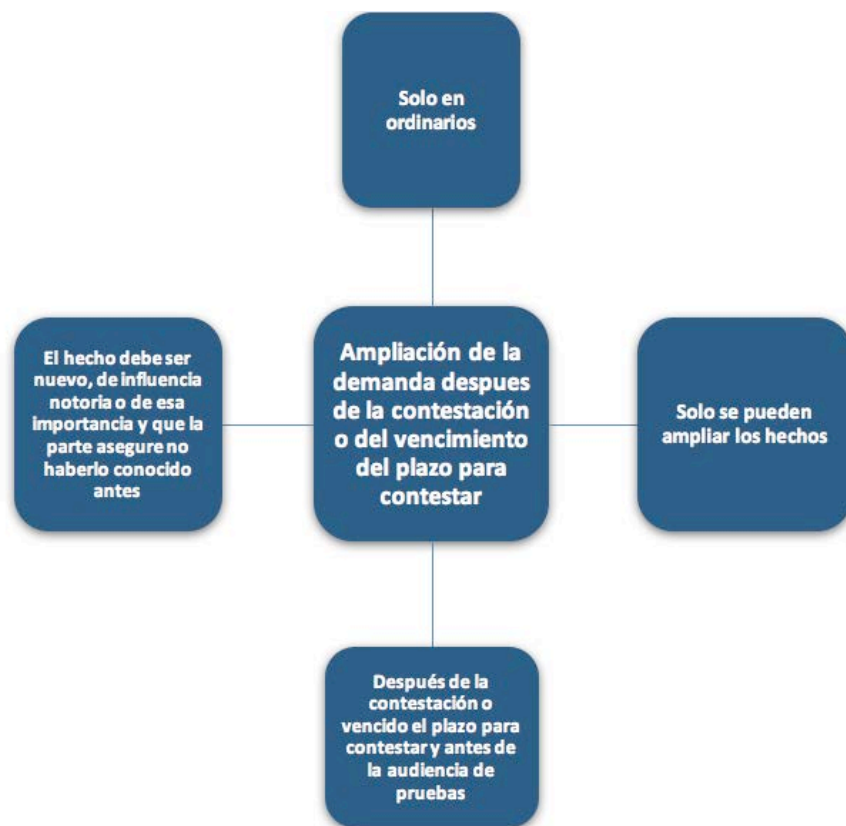 Solo en
ordinarios
El hecho debe ser
nuevo, de influencia
notoria o de esa
importancia y que la
parte asegure no
haberlo conocido
antes
Ampliación de la
demanda despues
de la contestación
o del vencimiento
del plazo para
contestar
Solo se pueden
ampliar los hechos
Después de la
contestación o
vencido el plazo para
contestar y antes de
la audiencia de
pruebas